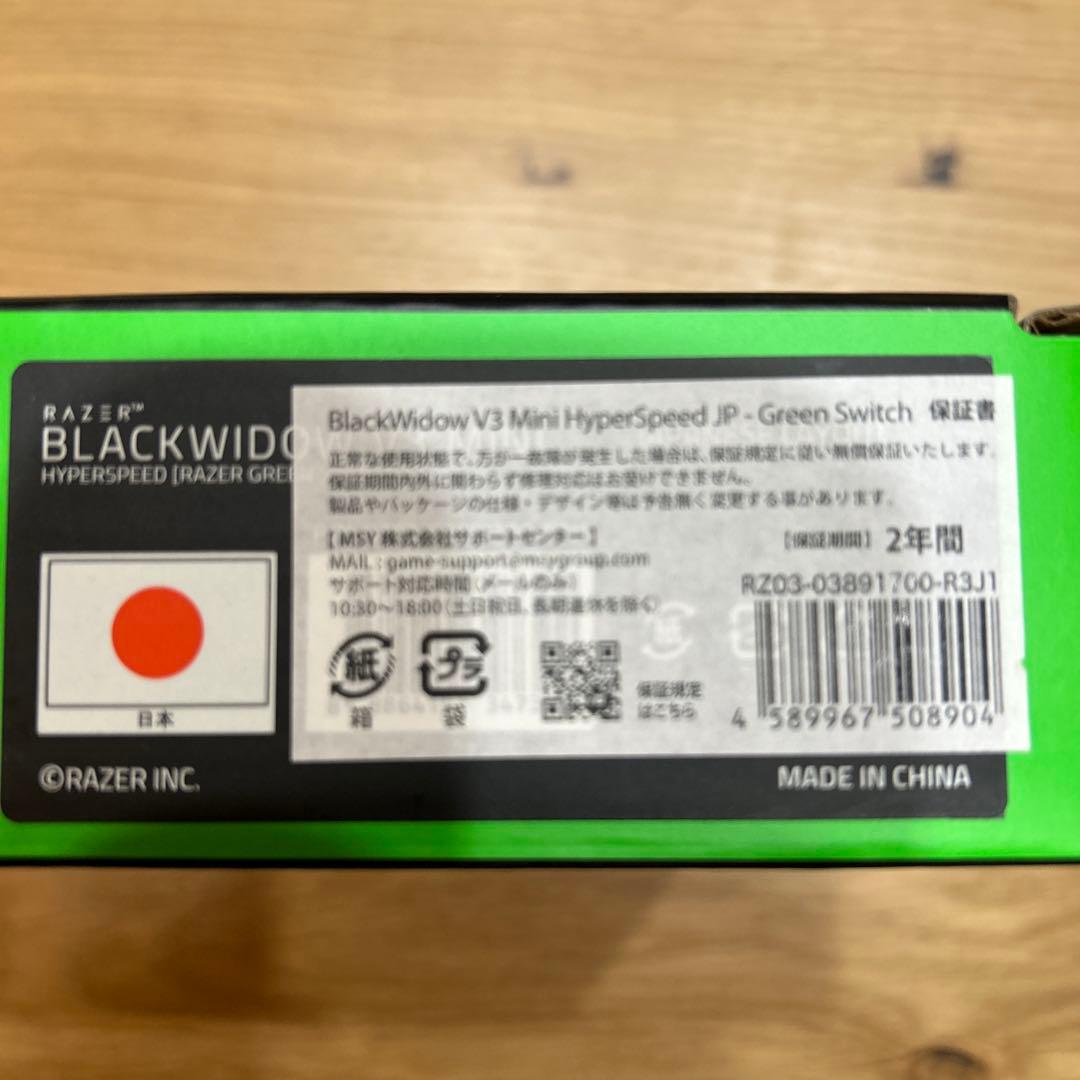 RAZER™
BLACKWIDO
HYPERSPEED [RAZER GREE
BlackWidow V3 Mini HyperSpeed JP - Green Switch 保証書
正常な使用状態で、万が一故障が発生した場合は、保証規定に従い無償保証いたします。
保証期間内外に関わらず修理対応はお受けできません。
製品やパッケージの仕様・デザイン等は予告無く変更する事があります。
【MSY 株式会社サポートセンター】
【保証期間】 2年間
MAIL : game-support@msygroup.com
サポート対応時間(メールのみ)
10:30~18:00(土日祝日、長期連休を除く)
RZ03-03891700-R3J1
紙
箱
プラ
袋
保証規定
はこちら
4 589967 508904
日本
©RAZER INC.
MADE IN CHINA